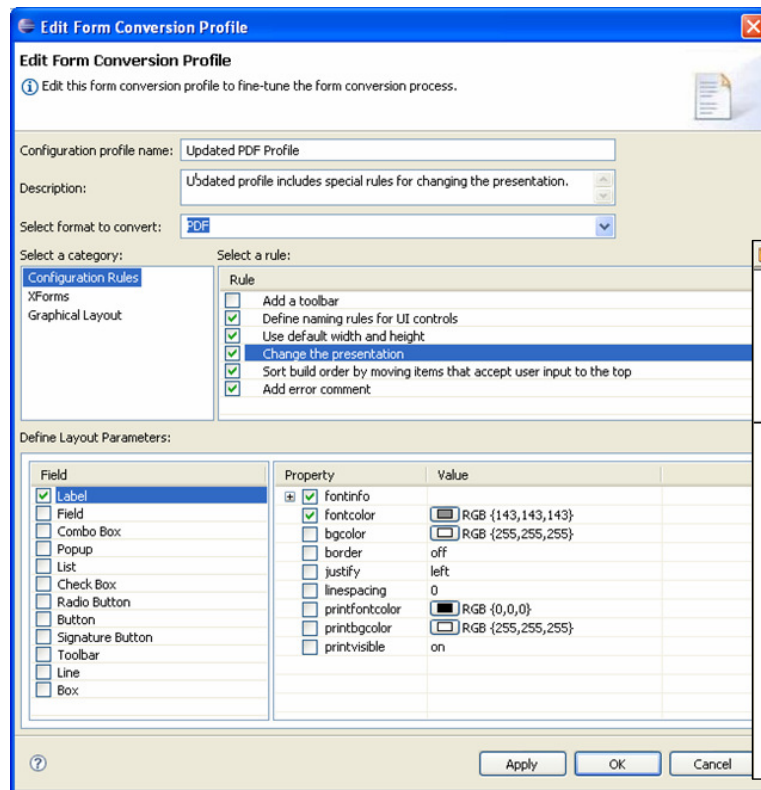 Edit Form Conversion Profile
Edit Form Conversion Profile
Edit this form conversion profile to fine-tune the form conversion process.
Configuration profile name: Updated PDF Profile
Description: Updated profile includes special rules for changing the presentation.
Select format to convert: PDF
Select a category: Select a rule:
Configuration Rules
XForms
Graphical Layout
Rule
Add a toolbar
Define naming rules for UI controls
Use default width and height
Change the presentation
Sort build order by moving items that accept user input to the top
Add error comment
Define Layout Parameters:
Field
Label
Field
Combo Box
Popup
List
Check Box
Radio Button
Button
Signature Button
Toolbar
Line
Box
Property Value
fontinfo
fontcolor RGB {143,143,143}
bgcolor RGB {255,255,255}
border off
justify left
linespacing 0
printfontcolor RGB {0,0,0}
printbgcolor RGB {255,255,255}
printvisible on
Apply OK Cancel